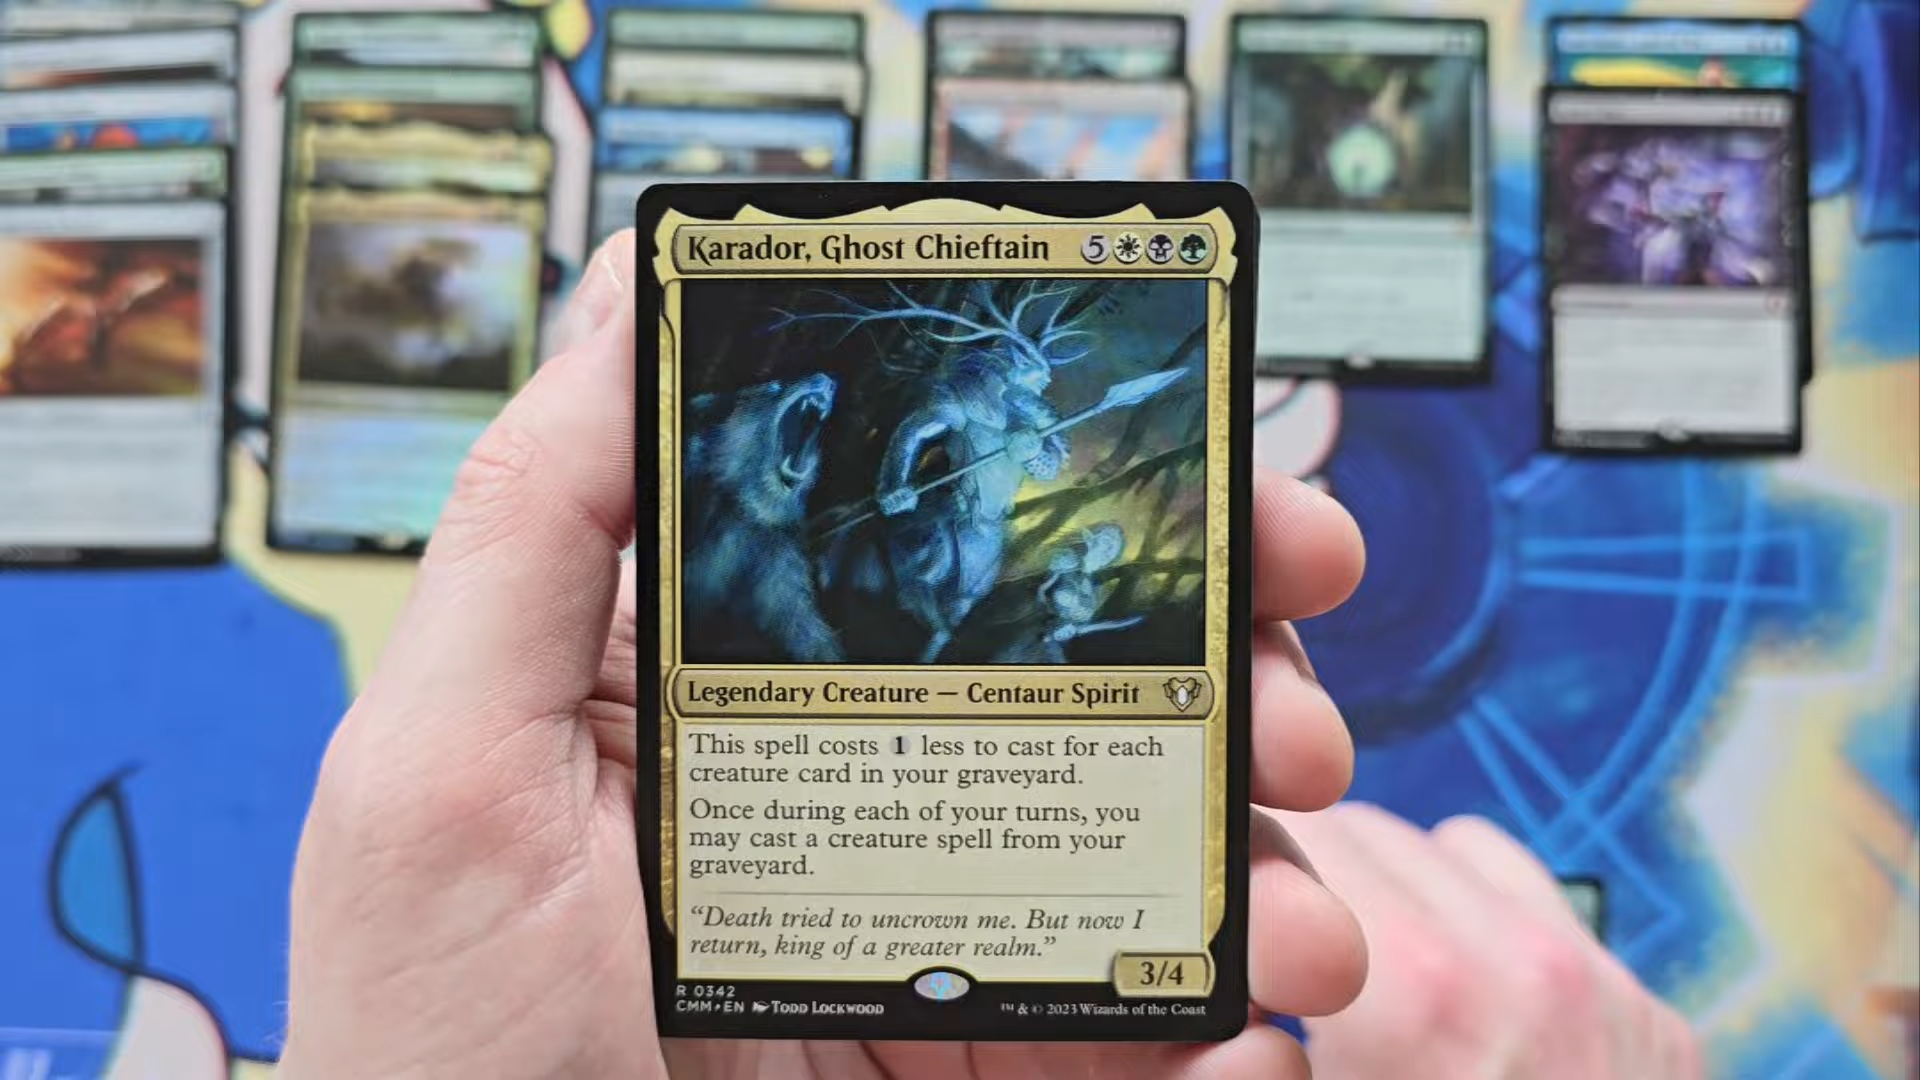 Karador, Ghost Chieftain 5
Legendary Creature — Centaur Spirit
This spell costs 1 less to cast for each
creature card in your graveyard.
Once during each of your turns, you
may cast a creature spell from your
graveyard.
“Death tried to uncrown me. But now I
return, king of a greater realm.”
3/4
R 0342
CMM • EN Todd Lockwood
™ & © 2023 Wizards of the Coast